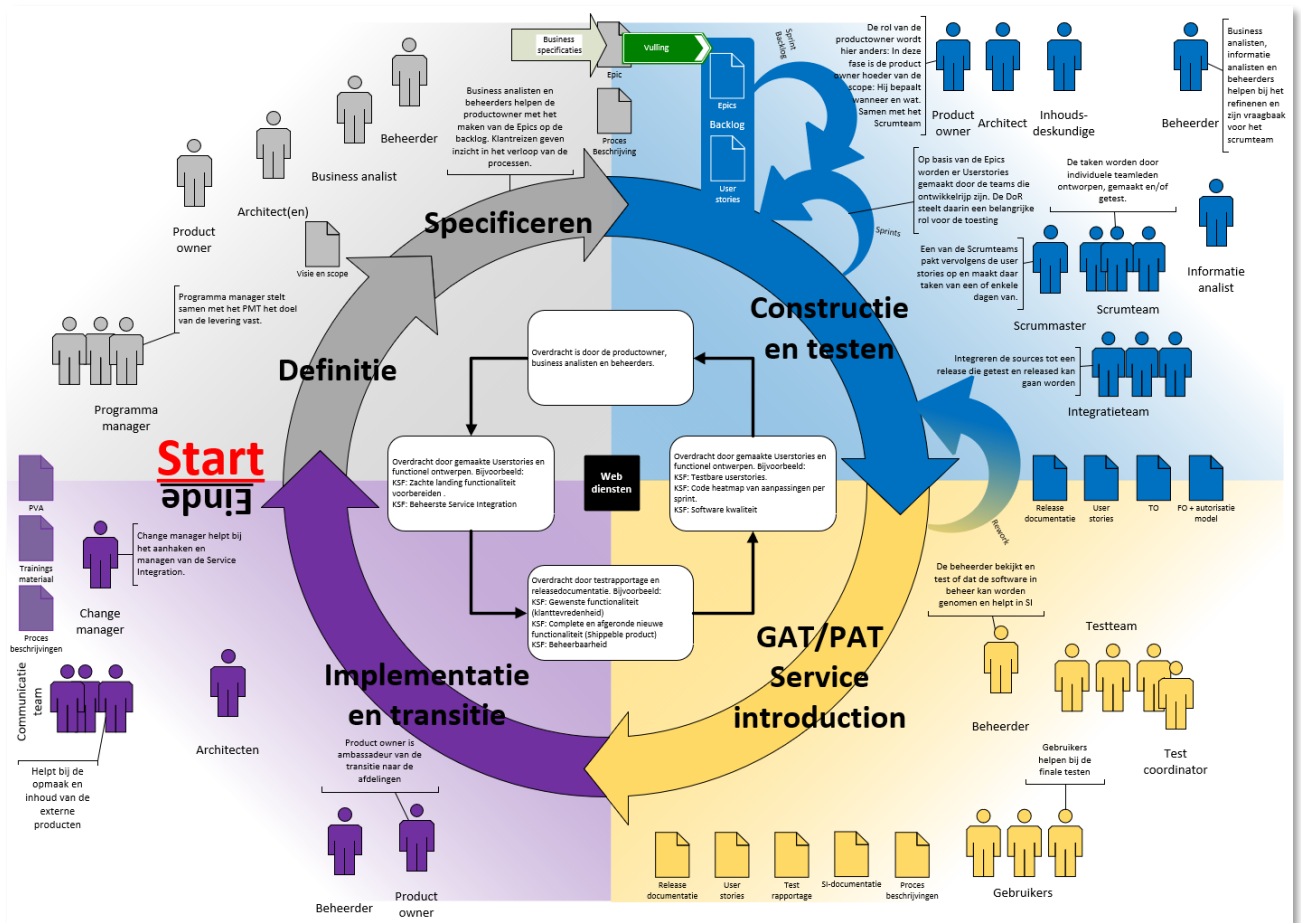 Business
specificaties
Vulling
Epic
Proces
Beschrijving
Epics
Backlog
User
stories
Sprint
Backlog
Sprints
De rol van de
productowner wordt
hier anders: In deze
fase is de product
owner hoeder van de
scope: Hij bepaalt
wanneer en wat.
Samen met het
Scrumteam
Product
owner
Architect
Inhouds-
deskundige
Beheerder
Business
analisten,
informatie
analisten en
beheerders
helpen bij het
refinenen en
zijn vraagbaak
voor het
scrumteam
Business analisten en
beheerders helpen de
productowner met het
maken van de Epics op de
backlog. Klantreizen geven
inzicht in het verloop van de
processen.
Beheerder
Business analist
Architect(en)
Product
owner
Visie en scope
Specificeren
Programma manager stelt
samen met het PMT het doel
van de levering vast.
Programma
manager
Definitie
Op basis van de Epics
worden er Userstories
gemaakt door de teams die
ontwikkelrijp zijn. De DoR
steelt daarin een belangrijke
rol voor de toesting
De taken worden door
individuele teamleden
ontworpen, gemaakt en/of
getest.
Een van de Scrumteams
pakt vervolgens de user
stories op en maakt daar
taken van een of enkele
dagen van.
Scrummaster
Scrumteam
Informatie
analist
Constructie
en testen
Integreren de sources tot een
release die getest en released kan
gaan worden
Integratieteam
Overdracht is door de productowner,
business analisten en beheerders.
Overdracht door gemaakte Userstories en
functionel ontwerpen. Bijvoorbeeld:
KSF: Zachte landing functionaliteit
voorbereiden .
KSF: Beheerste Service Integration
Web
diensten
Overdracht door gemaakte Userstories en
functionel ontwerpen. Bijvoorbeeld:
KSF: Testbare userstories.
KSF: Code heatmap van aanpassingen per
sprint.
KSF: Software kwaliteit
Overdracht door testrapportage en
releasedocumentatie. Bijvoorbeeld:
KSF: Gewenste functionaliteit
(klanttevredenheid)
KSF: Complete en afgeronde nieuwe
functionaliteit (Shippeble product)
KSF: Beheerbaarheid
Start
Einde
Rework
Release
documentatie
User
stories
TO
FO + autorisatie
model
PVA
Trainings
materiaal
Proces
beschrijvingen
Change manager helpt bij
het aanhaken en
managen van de Service
Integration.
Change
manager
Communicatie
team
Helpt bij de
opmaak en
inhoud van de
externe
producten
Architecten
Implementatie
en transitie
Product owner is
ambassadeur van de
transitie naar de
afdelingen
Beheerder
Product
owner
GAT/PAT
Service
introduction
De beheerder bekijkt en
test of dat de software in
beheer kan worden
genomen en helpt in SI
Beheerder
Testteam
Test
coordinator
Gebruikers
helpen bij de
finale testen
Gebruikers
Release
documentatie
User
stories
Test
rapportage
SI-documentatie
Proces
beschrijvingen